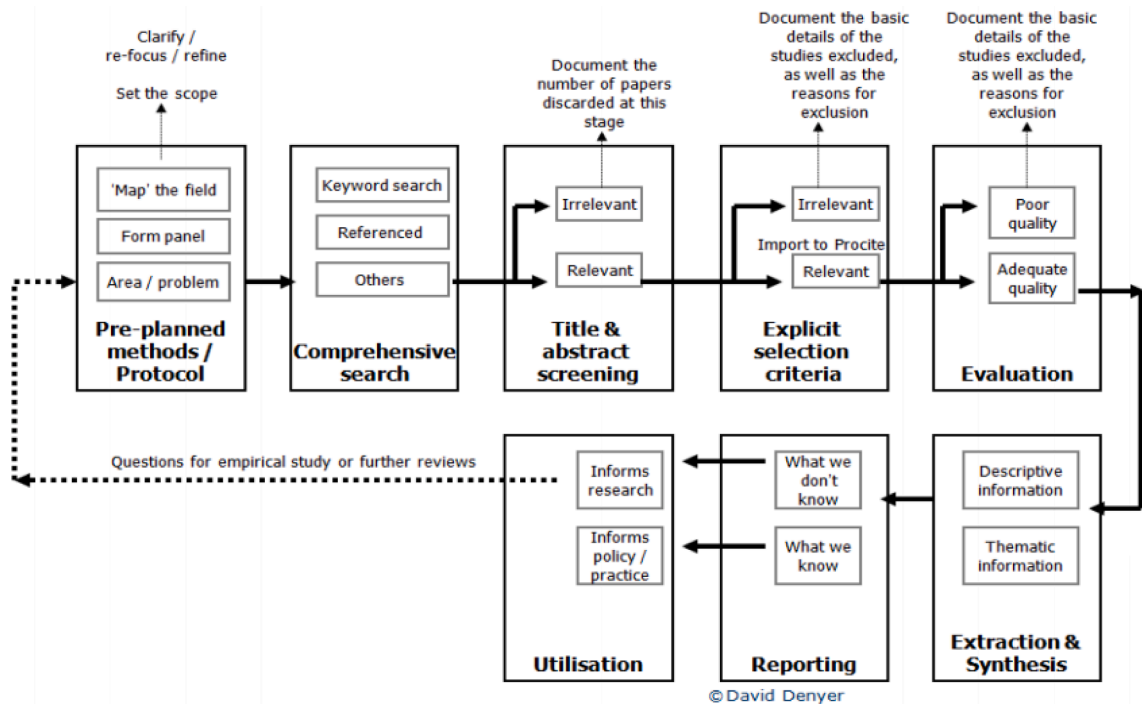 Clarify /
re-focus / refine
Set the scope
Document the
number of papers
discarded at this
stage
Document the basic
details of the
studies excluded,
as well as the
reasons for
exclusion
Document the basic
details of the
studies excluded,
as well as the
reasons for
exclusion
'Map' the field
Form panel
Area / problem
Pre-planned
methods /
Protocol
Keyword search
Referenced
Others
Comprehensive
search
Irrelevant
Relevant
Title &
abstract
screening
Irrelevant
Import to Procite
Relevant
Explicit
selection
criteria
Poor
quality
Adequate
quality
Evaluation
Questions for empirical study or further reviews
Informs
research
Informs
policy /
practice
Utilisation
What we
don't
know
What we
know
Reporting
Descriptive
information
Thematic
information
Extraction &
Synthesis
©David Denyer